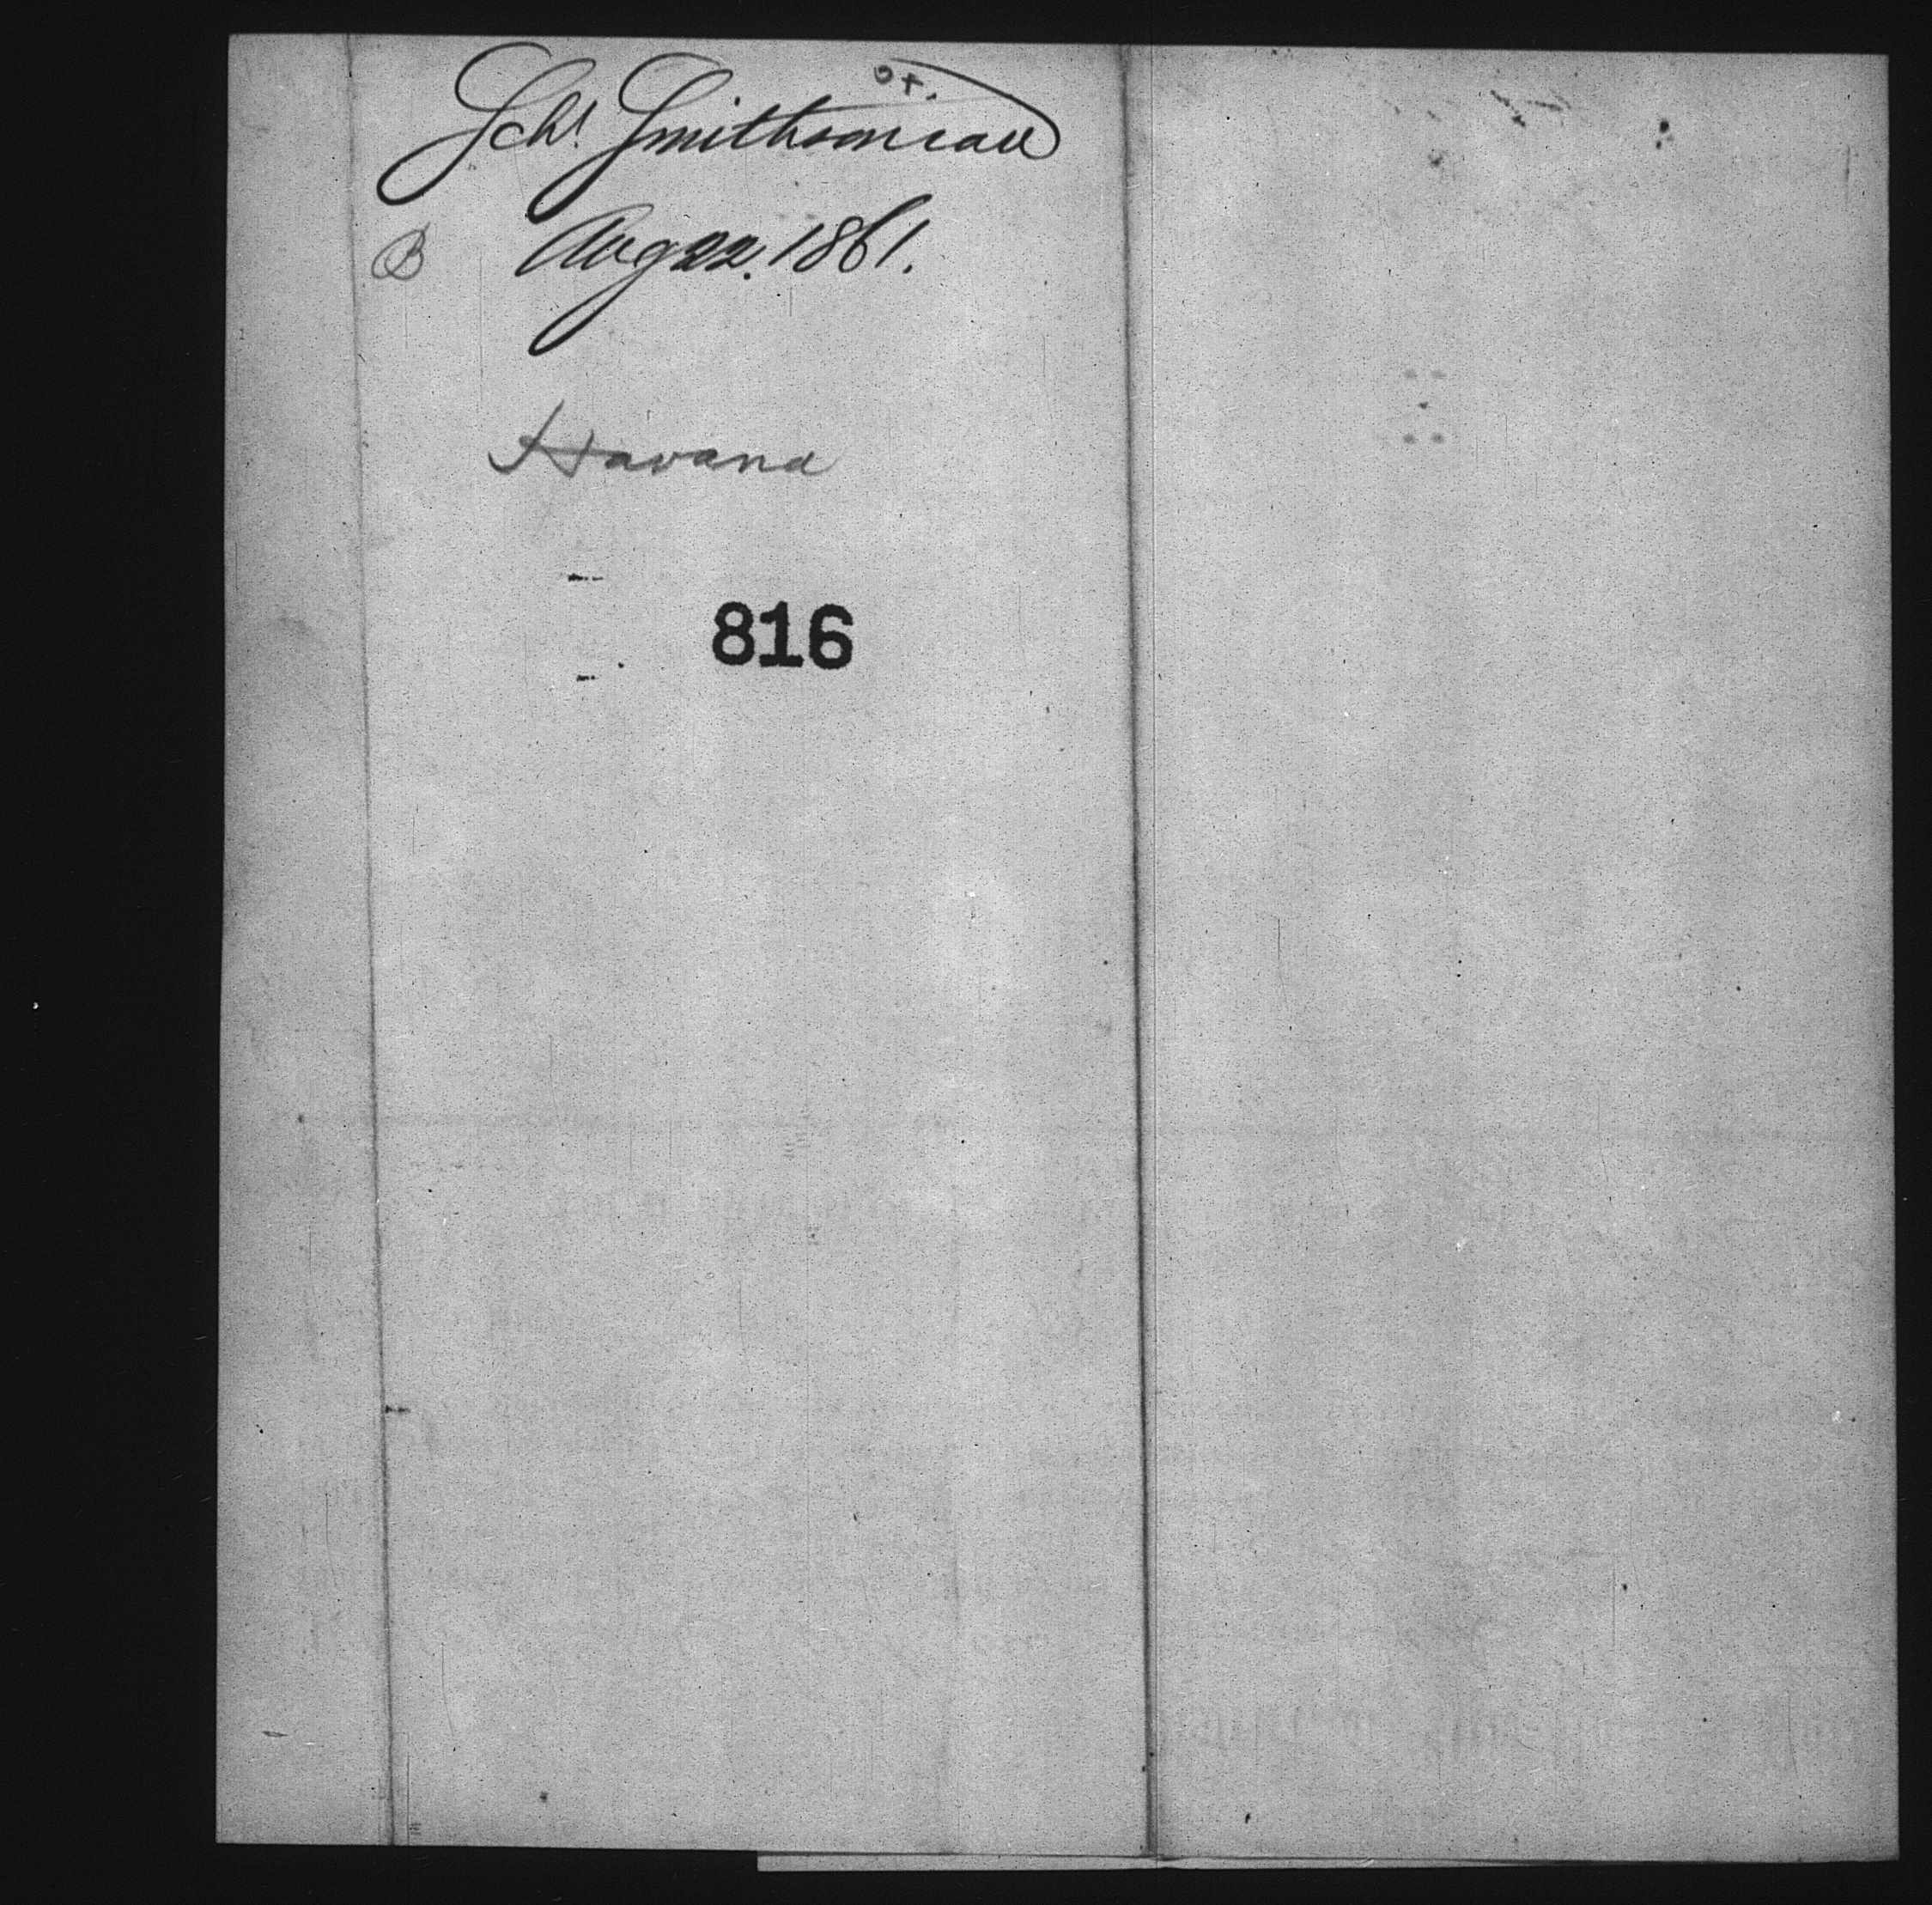 Schr. Smithsonian
B Aug 22. 1861.
Havana
816